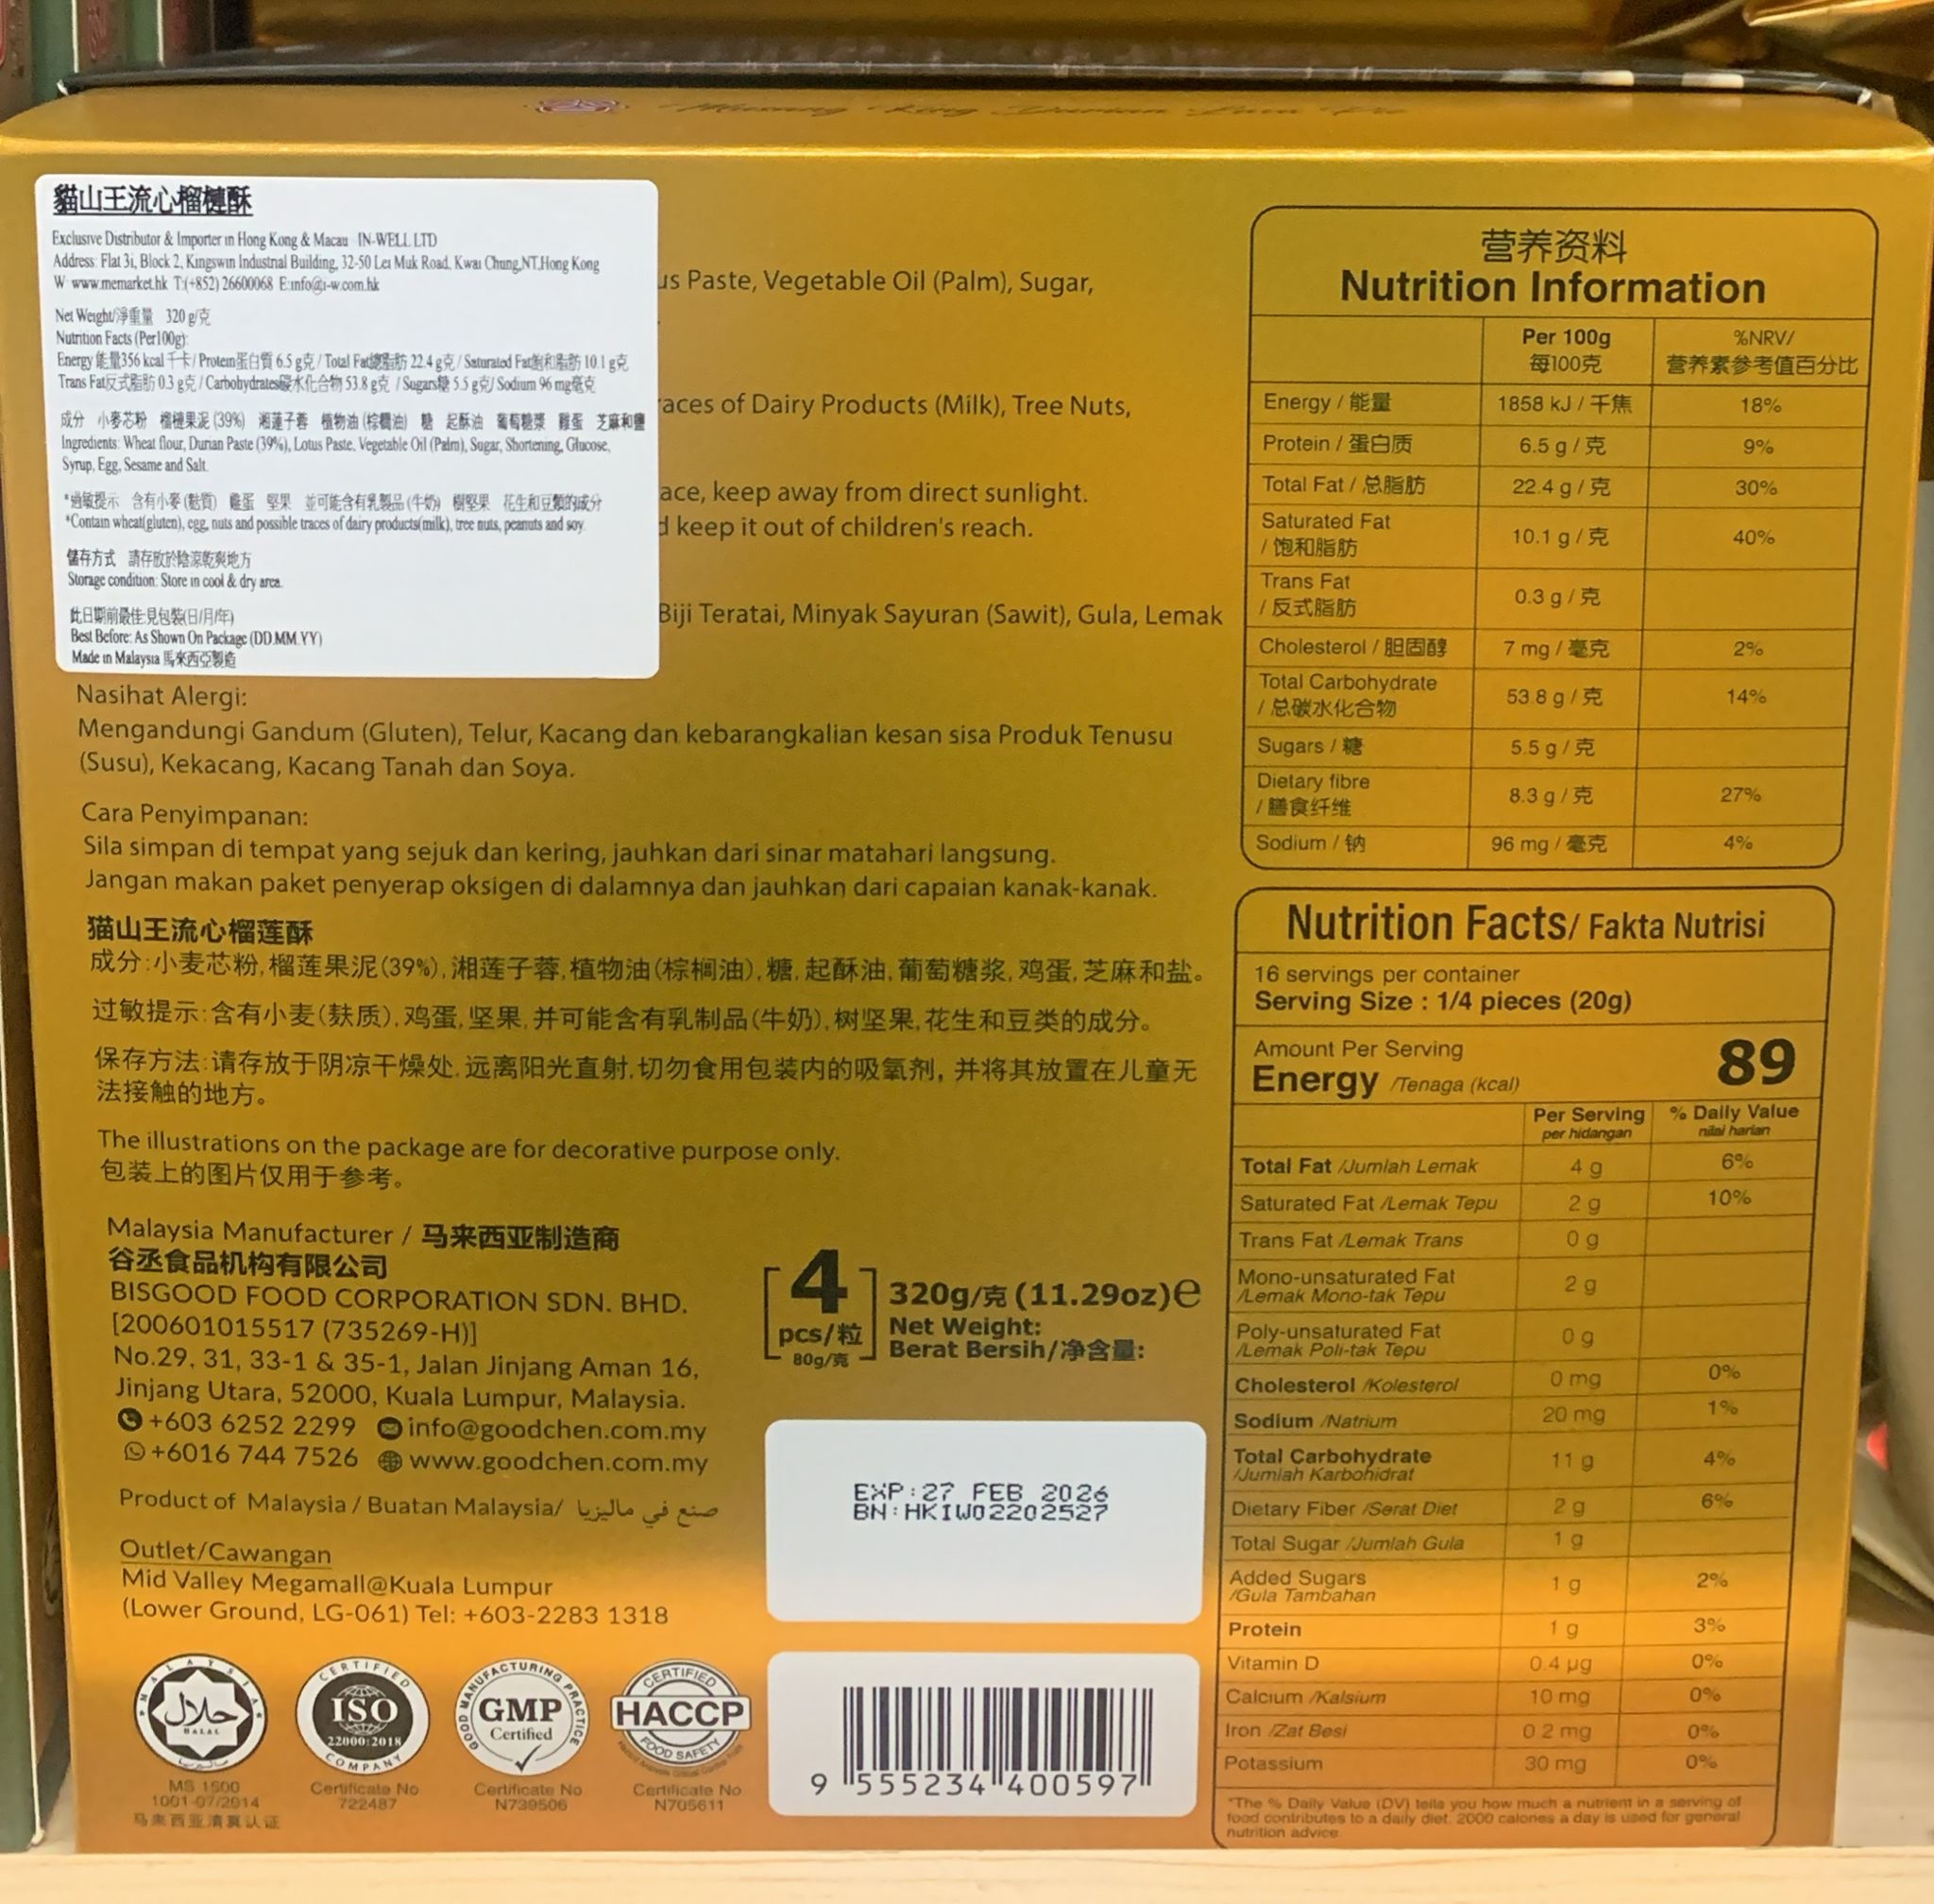 貓山王流心榴槤酥
Exclusive Distributor & Importer in Hong Kong & Macau IN-WELL LTD
Address: Flat 3i, Block 2, Kingswin Industrial Building, 32-50 Lei Muk Road, Kwai Chung,NT,Hong Kong
W www.memarket.hk T:(+852) 26600068 E:info@i-w.com.hk
Net Weight/淨重量 320 g/克
Nutrition Facts (Per100g):
Energy 能量356 kcal 千卡 / Protein蛋白質 6.5 g克 / Total Fat總脂肪 22.4 g克 / Saturated Fat飽和脂肪 10.1 g克
Trans Fat反式脂肪 0.3 g克 / Carbohydrates碳水化合物 53.8 g克 / Sugars糖 5.5 g克/ Sodium 96 mg毫克
成分 小麥芯粉 榴槤果泥 (39%) 湘蓮子蓉 植物油 (棕櫚油) 糖 起酥油 葡萄糖漿 雞蛋 芝麻和鹽
Ingredients: Wheat flour, Durian Paste (39%), Lotus Paste, Vegetable Oil (Palm), Sugar, Shortening, Glucose,
Syrup, Egg, Sesame and Salt.
*過敏提示 含有小麥 (麩質) 雞蛋 堅果 並可能含有乳製品 (牛奶) 樹堅果 花生和豆類的成分
*Contain wheat(gluten), egg, nuts and possible traces of dairy products(milk), tree nuts, peanuts and soy.
儲存方式 請存放於陰涼乾爽地方
Storage condition: Store in cool & dry area.
此日期前最佳:見包裝(日/月/年)
Best Before: As Shown On Package (DD.MM.YY)
Made in Malaysia 馬來西亞製造
us Paste, Vegetable Oil (Palm), Sugar,
races of Dairy Products (Milk), Tree Nuts,
ace, keep away from direct sunlight.
d keep it out of children's reach.
Biji Teratai, Minyak Sayuran (Sawit), Gula, Lemak
Nasihat Alergi:
Mengandungi Gandum (Gluten), Telur, Kacang dan kebarangkalian kesan sisa Produk Tenusu
(Susu), Kekacang, Kacang Tanah dan Soya.
Cara Penyimpanan:
Sila simpan di tempat yang sejuk dan kering, jauhkan dari sinar matahari langsung.
Jangan makan paket penyerap oksigen di dalamnya dan jauhkan dari capaian kanak-kanak.
猫山王流心榴莲酥
成分:小麦芯粉,榴莲果泥(39%),湘莲子蓉,植物油(棕榈油),糖,起酥油,葡萄糖浆,鸡蛋,芝麻和盐。
过敏提示:含有小麦(麸质),鸡蛋,坚果,并可能含有乳制品(牛奶),树坚果,花生和豆类的成分。
保存方法:请存放于阴凉干燥处,远离阳光直射,切勿食用包装内的吸氧剂, 并将其放置在儿童无
法接触的地方。
The illustrations on the package are for decorative purpose only.
包装上的图片仅用于参考。
Malaysia Manufacturer / 马来西亚制造商
谷丞食品机构有限公司
BISGOOD FOOD CORPORATION SDN. BHD.
[200601015517 (735269-H)]
No.29, 31, 33-1 & 35-1, Jalan Jinjang Aman 16,
Jinjang Utara, 52000, Kuala Lumpur, Malaysia.
+603 6252 2299 info@goodchen.com.my
+6016 744 7526 www.goodchen.com.my
Product of Malaysia / Buatan Malaysia/ صنع في ماليزيا
Outlet/Cawangan
Mid Valley Megamall@Kuala Lumpur
(Lower Ground, LG-061) Tel: +603-2283 1318
MALAYSIA
حلال
HALAL
MS 1500
1001-07/2014
马来西亚清真认证
CERTIFIED
ISO
22000:2018
COMPANY
Certificate No
722487
GOOD MANUFACTURING PRACTICE
GMP
Certified
Certificate No
N739506
CERTIFIED
HACCP
FOOD SAFETY
Certificate No
N705611
4
pcs/粒
80g/克
320g/克 (11.29oz)℮
Net Weight:
Berat Bersih/净含量:
EXP:27 FEB 2026
BN:HKIW02202527
9 555234 400597
营养资料
Nutrition Information
Per 100g %NRV/
每100克 营养素参考值百分比
Energy / 能量 1858 kJ / 千焦 18%
Protein / 蛋白质 6.5 g / 克 9%
Total Fat / 总脂肪 22.4 g / 克 30%
Saturated Fat
/ 饱和脂肪 10.1 g / 克 40%
Trans Fat
/ 反式脂肪 0.3 g / 克
Cholesterol / 胆固醇 7 mg / 毫克 2%
Total Carbohydrate
/ 总碳水化合物 53.8 g / 克 14%
Sugars / 糖 5.5 g / 克
Dietary fibre
/ 膳食纤维 8.3 g / 克 27%
Sodium / 钠 96 mg / 毫克 4%
Nutrition Facts/ Fakta Nutrisi
16 servings per container
Serving Size : 1/4 pieces (20g)
Amount Per Serving
Energy /Tenaga (kcal) 89
Per Serving % Daily Value
per hidangan nilai harian
Total Fat /Jumlah Lemak 4 g 6%
Saturated Fat /Lemak Tepu 2 g 10%
Trans Fat /Lemak Trans 0 g
Mono-unsaturated Fat
/Lemak Mono-tak Tepu 2 g
Poly-unsaturated Fat
/Lemak Poli-tak Tepu 0 g
Cholesterol /Kolesterol 0 mg 0%
Sodium /Natrium 20 mg 1%
Total Carbohydrate
/Jumlah Karbohidrat 11 g 4%
Dietary Fiber /Serat Diet 2 g 6%
Total Sugar /Jumlah Gula 1 g
Added Sugars
/Gula Tambahan 1 g 2%
Protein 1 g 3%
Vitamin D 0.4 µg 0%
Calcium /Kalsium 10 mg 0%
Iron /Zat Besi 0.2 mg 0%
Potassium 30 mg 0%
*The % Daily Value (DV) tells you how much a nutrient in a serving of
food contributes to a daily diet. 2000 calories a day is used for general
nutrition advice.